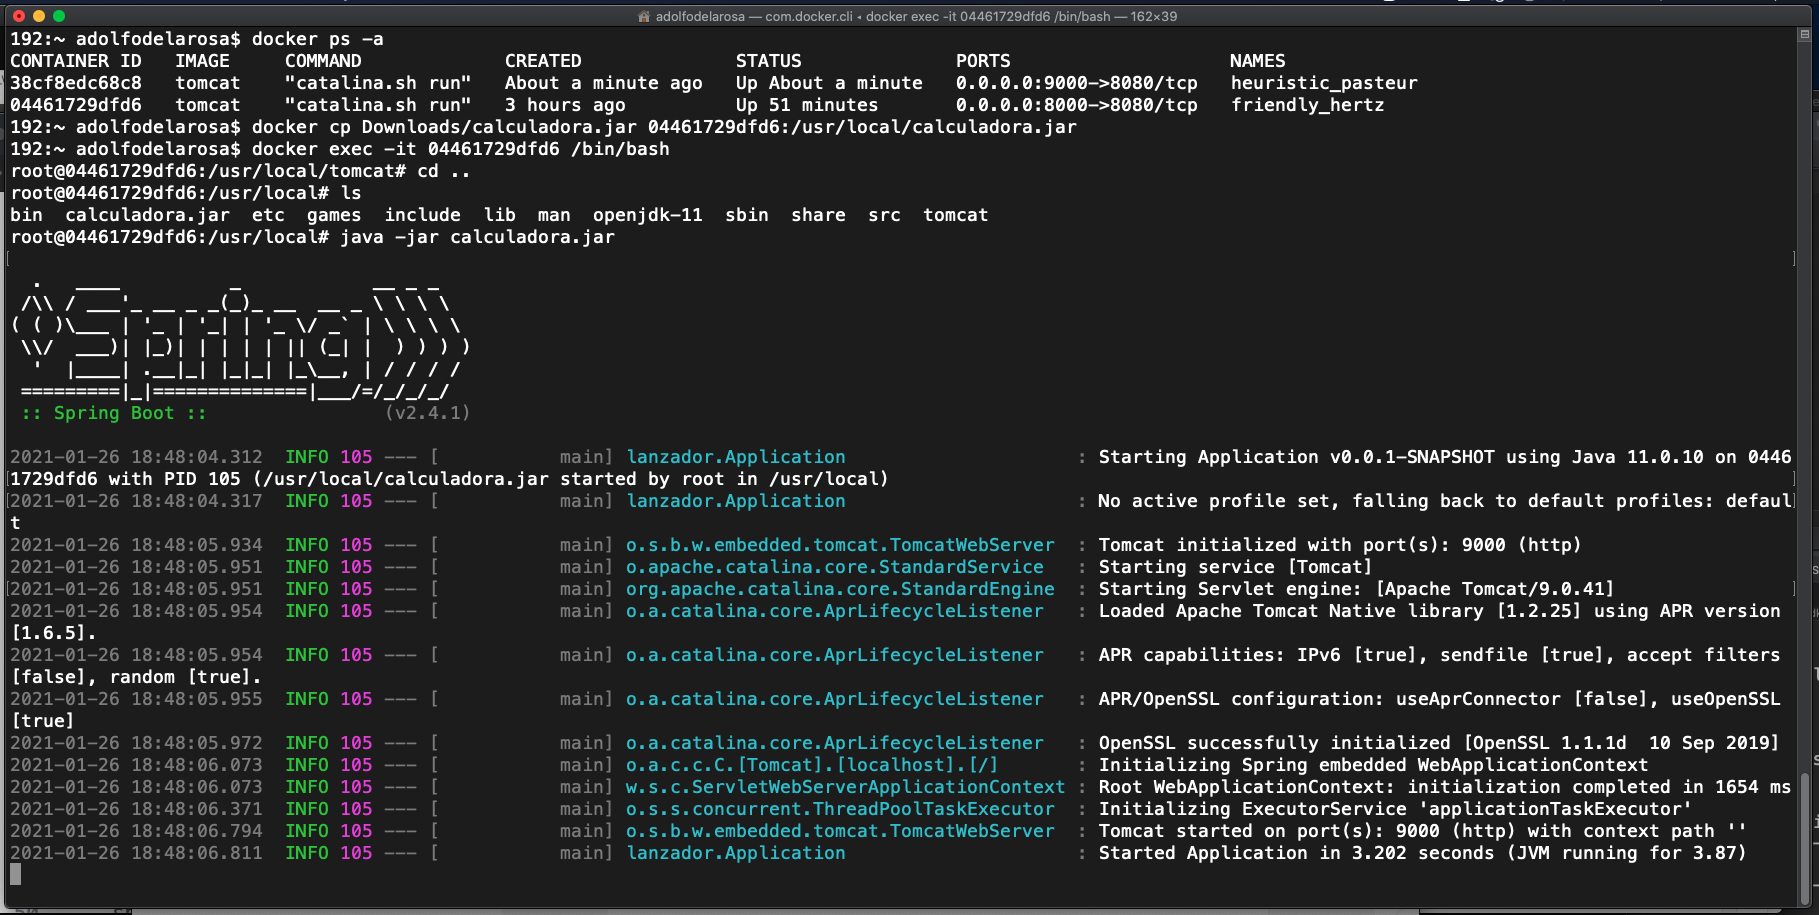 adolfodelarosa — com.docker.cli ◂ docker exec -it 04461729dfd6 /bin/bash — 162×39
192:~ adolfodelarosa$ docker ps -a
CONTAINER ID   IMAGE     COMMAND             CREATED              STATUS              PORTS                    NAMES
38cf8edc68c8   tomcat    "catalina.sh run"   About a minute ago   Up About a minute   0.0.0.0:9000->8080/tcp   heuristic_pasteur
04461729dfd6   tomcat    "catalina.sh run"   3 hours ago          Up 51 minutes       0.0.0.0:8000->8080/tcp   friendly_hertz
192:~ adolfodelarosa$ docker cp Downloads/calculadora.jar 04461729dfd6:/usr/local/calculadora.jar
192:~ adolfodelarosa$ docker exec -it 04461729dfd6 /bin/bash
root@04461729dfd6:/usr/local/tomcat# cd ..
root@04461729dfd6:/usr/local# ls
bin  calculadora.jar  etc  games  include  lib  man  openjdk-11  sbin  share  src  tomcat
root@04461729dfd6:/usr/local# java -jar calculadora.jar
  .   ____          _            __ _ _
 /\\ / ___'_ __ _ _(_)_ __  __ _ \ \ \ \
( ( )\___ | '_ | '_| | '_ \/ _` | \ \ \ \
 \\/  ___)| |_)| | | | | || (_| |  ) ) ) )
  '  |____| .__|_| |_|_| |_\__, | / / / /
 =========|_|==============|___/=/_/_/_/
 :: Spring Boot ::                (v2.4.1)
2021-01-26 18:48:04.312  INFO 105 --- [           main] lanzador.Application                     : Starting Application v0.0.1-SNAPSHOT using Java 11.0.10 on 0446
1729dfd6 with PID 105 (/usr/local/calculadora.jar started by root in /usr/local)
2021-01-26 18:48:04.317  INFO 105 --- [           main] lanzador.Application                     : No active profile set, falling back to default profiles: defaul
t
2021-01-26 18:48:05.934  INFO 105 --- [           main] o.s.b.w.embedded.tomcat.TomcatWebServer  : Tomcat initialized with port(s): 9000 (http)
2021-01-26 18:48:05.951  INFO 105 --- [           main] o.apache.catalina.core.StandardService   : Starting service [Tomcat]
2021-01-26 18:48:05.951  INFO 105 --- [           main] org.apache.catalina.core.StandardEngine  : Starting Servlet engine: [Apache Tomcat/9.0.41]
2021-01-26 18:48:05.954  INFO 105 --- [           main] o.a.catalina.core.AprLifecycleListener   : Loaded Apache Tomcat Native library [1.2.25] using APR version
[1.6.5].
2021-01-26 18:48:05.954  INFO 105 --- [           main] o.a.catalina.core.AprLifecycleListener   : APR capabilities: IPv6 [true], sendfile [true], accept filters
[false], random [true].
2021-01-26 18:48:05.955  INFO 105 --- [           main] o.a.catalina.core.AprLifecycleListener   : APR/OpenSSL configuration: useAprConnector [false], useOpenSSL
[true]
2021-01-26 18:48:05.972  INFO 105 --- [           main] o.a.catalina.core.AprLifecycleListener   : OpenSSL successfully initialized [OpenSSL 1.1.1d  10 Sep 2019]
2021-01-26 18:48:06.073  INFO 105 --- [           main] o.a.c.c.C.[Tomcat].[localhost].[/]       : Initializing Spring embedded WebApplicationContext
2021-01-26 18:48:06.073  INFO 105 --- [           main] w.s.c.ServletWebServerApplicationContext : Root WebApplicationContext: initialization completed in 1654 ms
2021-01-26 18:48:06.371  INFO 105 --- [           main] o.s.s.concurrent.ThreadPoolTaskExecutor  : Initializing ExecutorService 'applicationTaskExecutor'
2021-01-26 18:48:06.794  INFO 105 --- [           main] o.s.b.w.embedded.tomcat.TomcatWebServer  : Tomcat started on port(s): 9000 (http) with context path ''
2021-01-26 18:48:06.811  INFO 105 --- [           main] lanzador.Application                     : Started Application in 3.202 seconds (JVM running for 3.87)